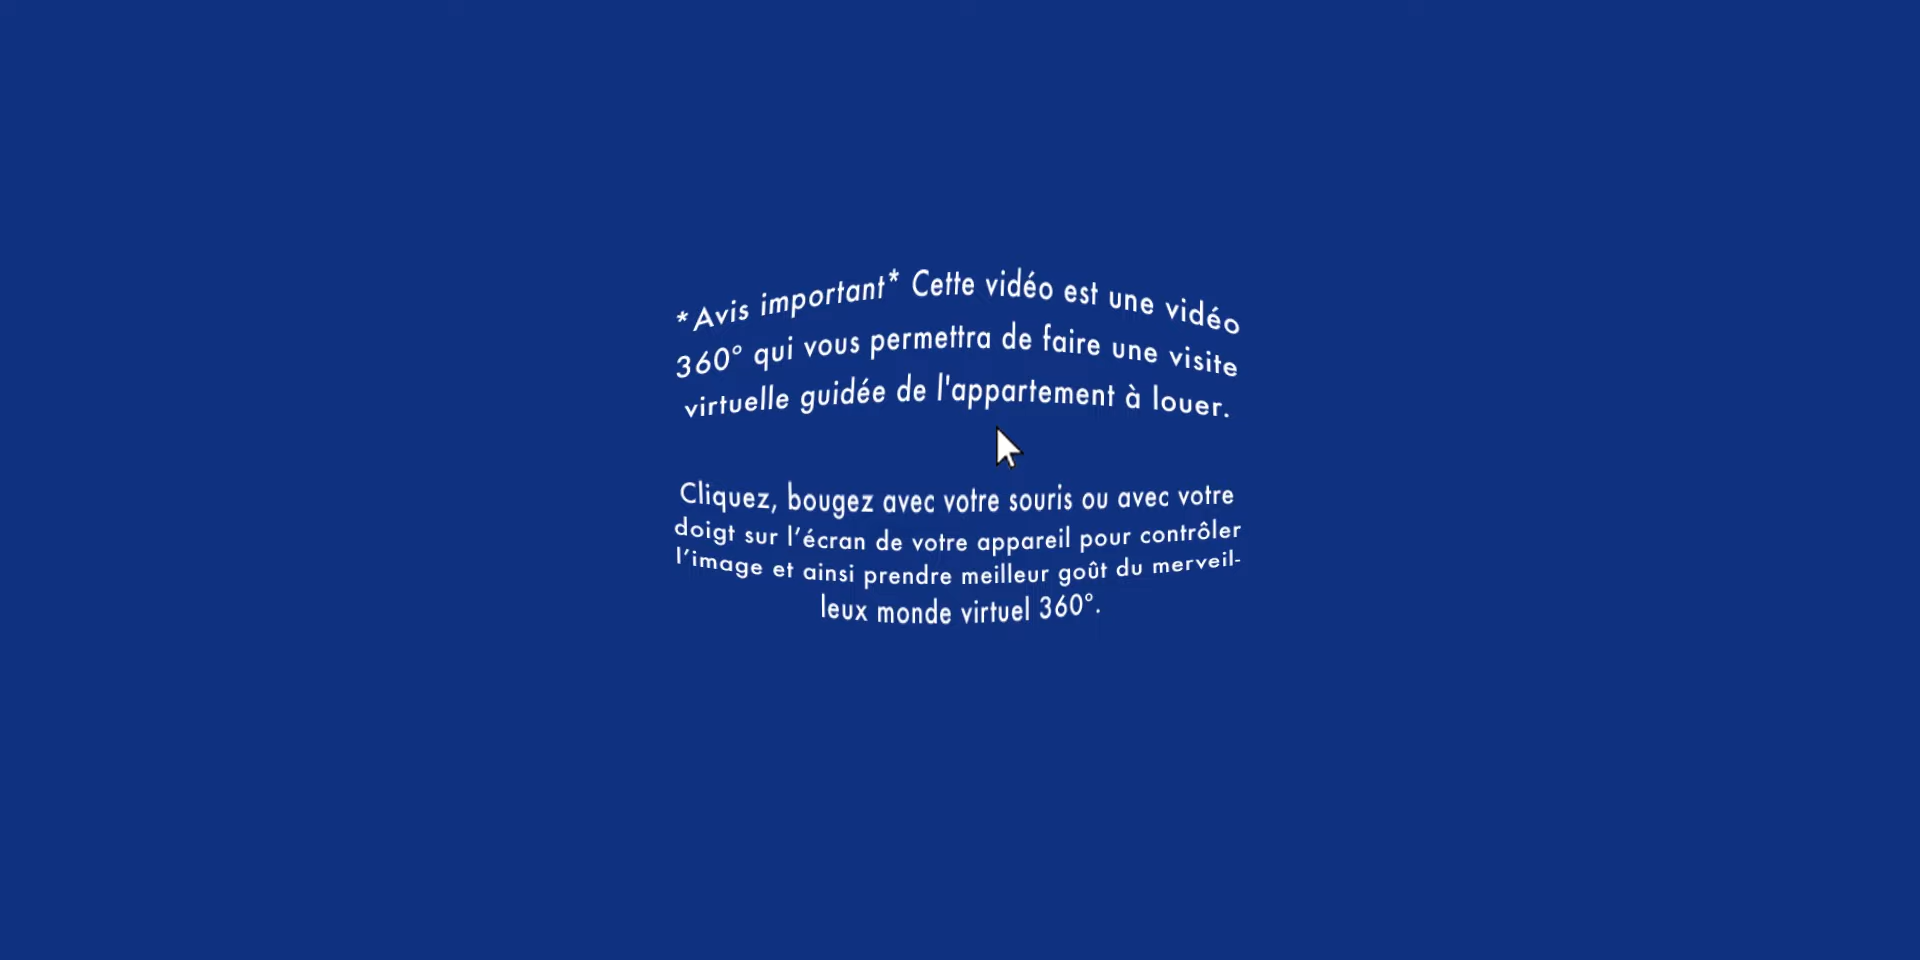 *Avis important* Cette vidéo est une vidéo
360° qui vous permettra de faire une visite
virtuelle guidée de l'appartement à louer.
Cliquez, bougez avec votre souris ou avec votre
doigt sur l’écran de votre appareil pour contrôler
l’image et ainsi prendre meilleur goût du merveil-
leux monde virtuel 360°.